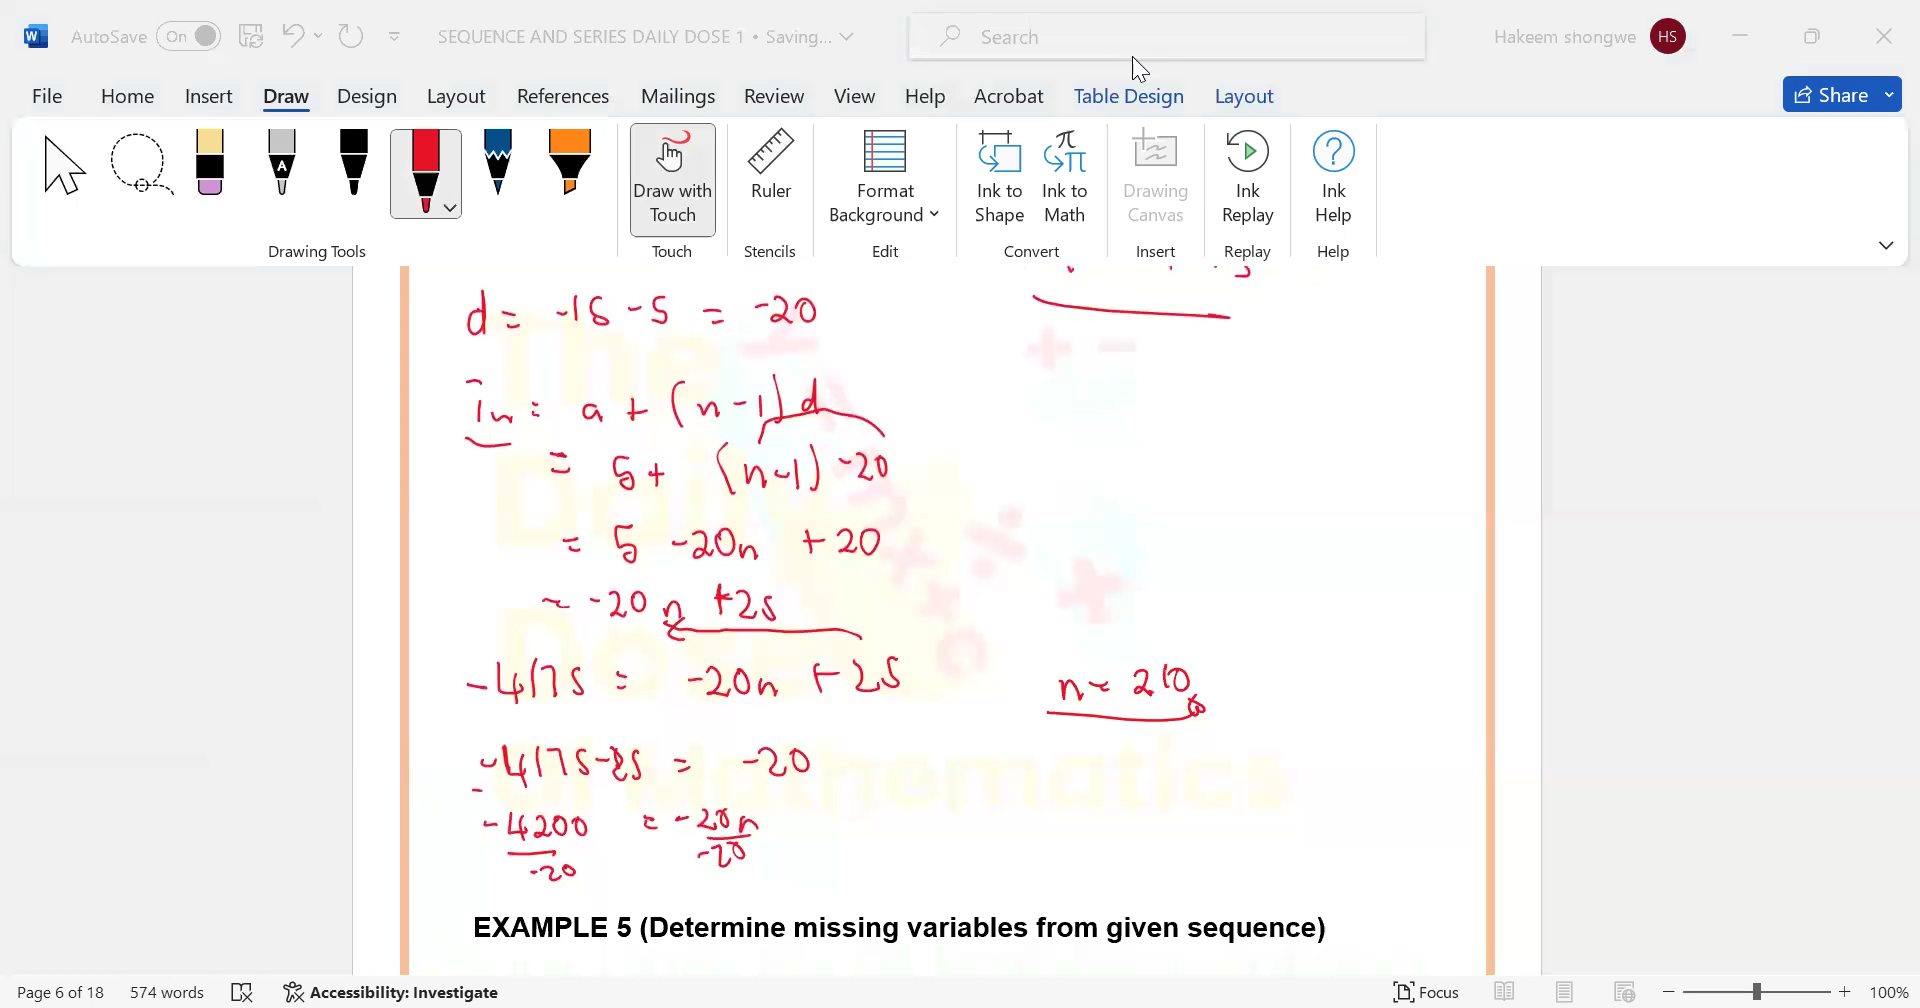 AutoSave On SEQUENCE AND SERIES DAILY DOSE 1 • Saving... Search Hakeem shongwe HS
File Home Insert Draw Design Layout References Mailings Review View Help Acrobat Table Design Layout Share
Draw with Touch
Ruler
Format Background
Ink to Shape
Ink to Math
Drawing Canvas
Ink Replay
Ink Help
Drawing Tools Touch Stencils Edit Convert Insert Replay Help
d = -15 - 5 = -20
Tn = a + (n-1)d
= 5 + (n-1) -20
= 5 -20n +20
= -20n +25
-4175 = -20n +25
n = 210
-4175-25 = -20
-4200 = -20n
-20 -20
The
Daily
Dose
Of Mathematics
EXAMPLE 5 (Determine missing variables from given sequence)
Page 6 of 18 574 words Accessibility: Investigate Focus 100%